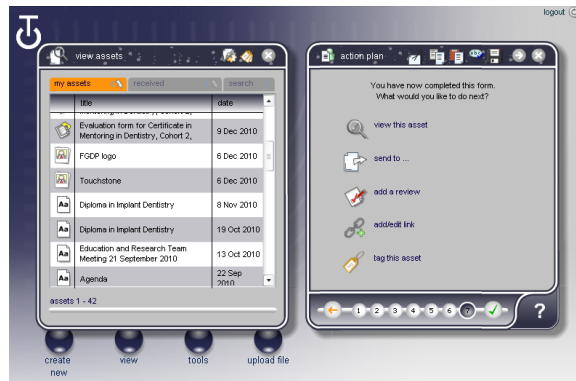 logout
view assets
my assets
received
search
title
date
Evaluation form for Certificate in
Mentoring in Dentistry, Cohort 2,
9 Dec 2010
FGDP logo
6 Dec 2010
Touchstone
6 Dec 2010
Aa
Diploma in Implant Dentistry
8 Nov 2010
Aa
Diploma in Implant Dentistry
19 Oct 2010
Aa
Education and Research Team
Meeting 21 September 2010
13 Oct 2010
Aa
Agenda
22 Sep
2010
assets 1 - 42
create
new
view
tools
upload file
action plan
You have now completed this form.
What would you like to do next?
view this asset
send to ...
add a review
add/edit link
tag this asset
1 2 3 4 5 6 7
?